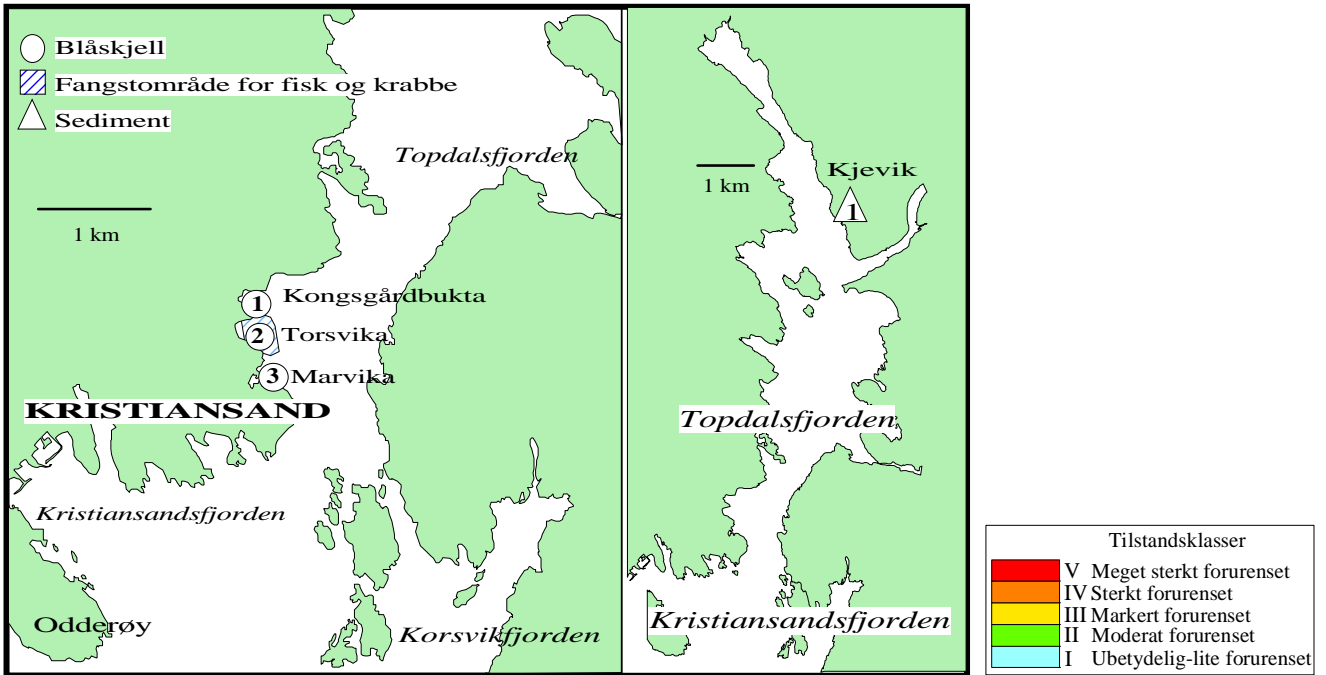 Blåskjell
Fangstområde for fisk og krabbe
Sediment
Topdalsfjorden
1 km
1 Kongsgårdbukta
2 Torsvika
3 Marvika
KRISTIANSAND
Kristiansandsfjorden
Odderøy
Korsvikfjorden
1 km
Kjevik
1
Topdalsfjorden
Kristiansandsfjorden
Tilstandsklasser
V Meget sterkt forurenset
IV Sterkt forurenset
III Markert forurenset
II Moderat forurenset
I Ubetydelig-lite forurenset